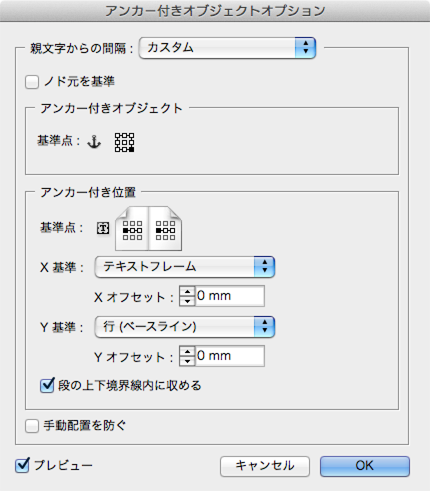 アンカー付きオブジェクトオプション
親文字からの間隔 : カスタム
ノド元を基準
アンカー付きオブジェクト
基準点 :
アンカー付き位置
基準点 :
X 基準 : テキストフレーム
X オフセット : 0 mm
Y 基準 : 行 (ベースライン)
Y オフセット : 0 mm
段の上下境界線内に収める
手動配置を防ぐ
プレビュー キャンセル OK